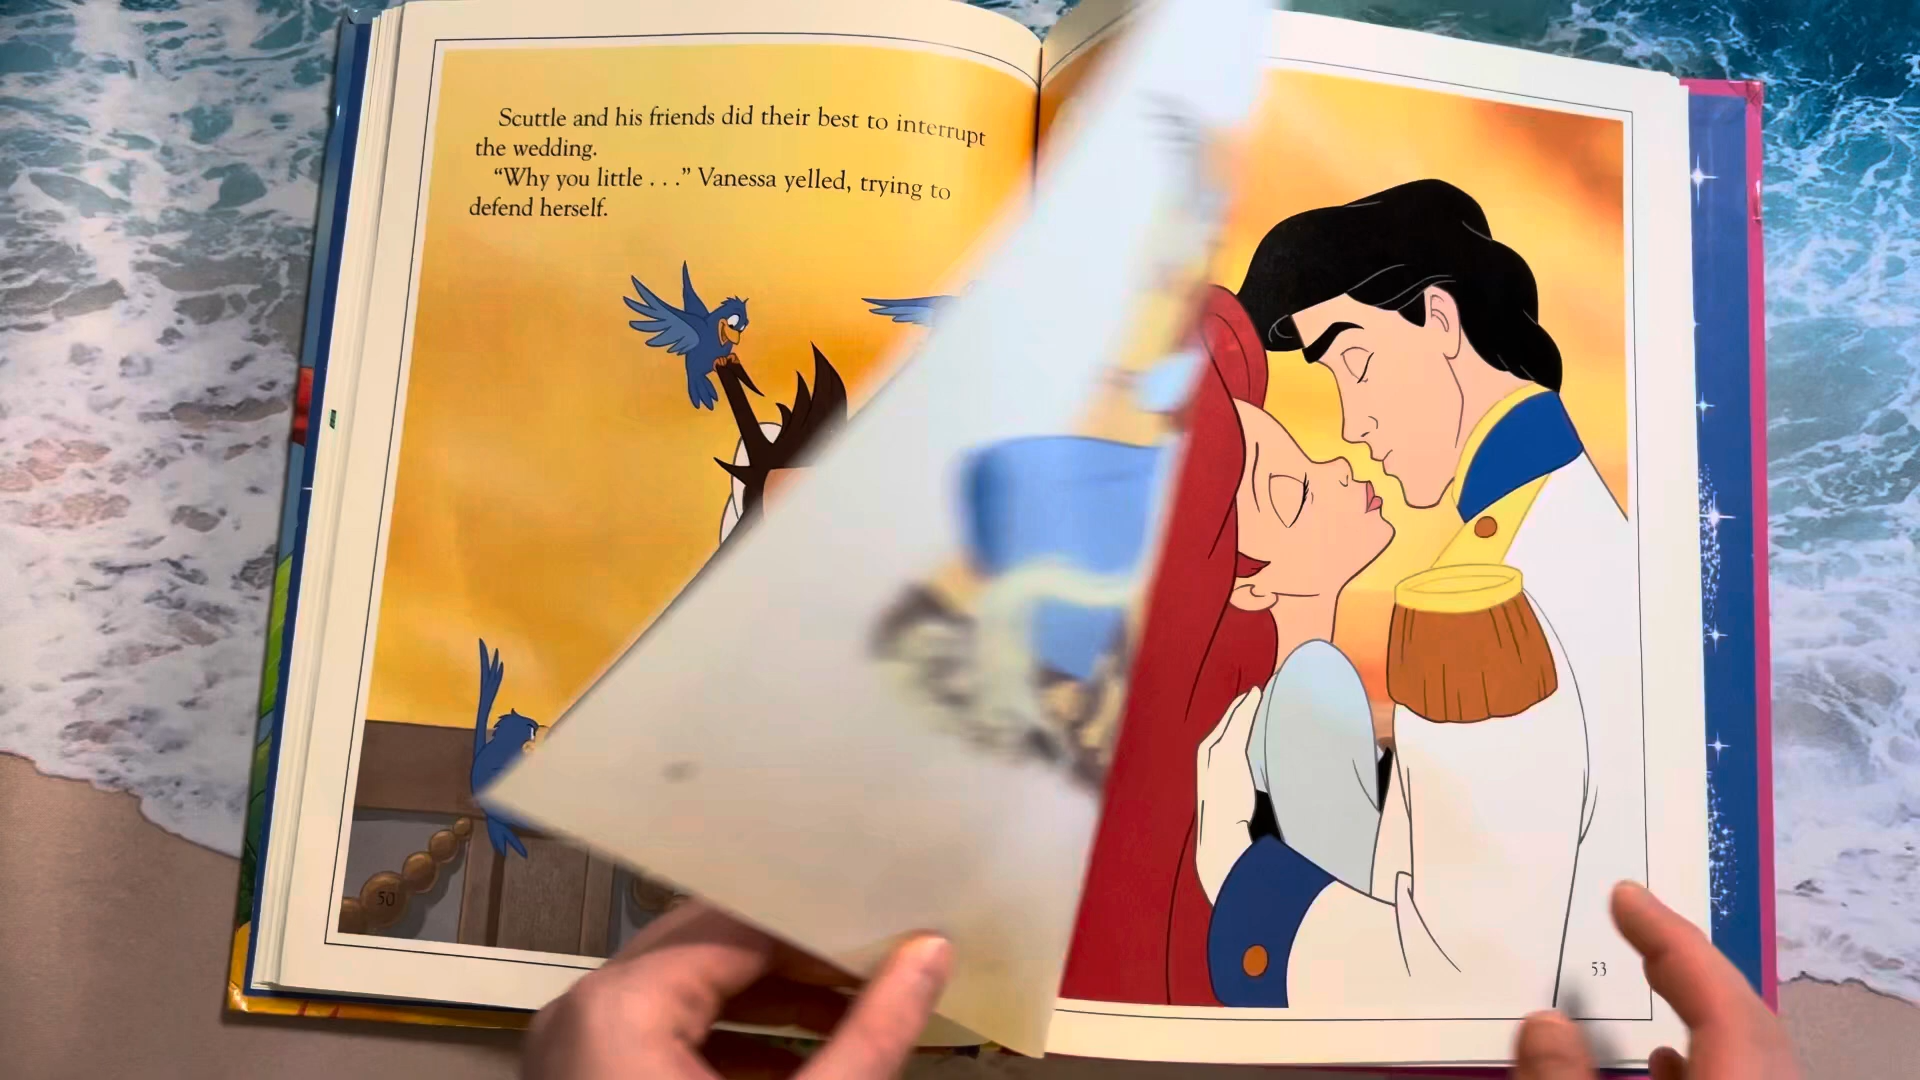 Scuttle and his friends did their best to interrupt
the wedding.
“Why you little . . .” Vanessa yelled, trying to
defend herself.
50
53